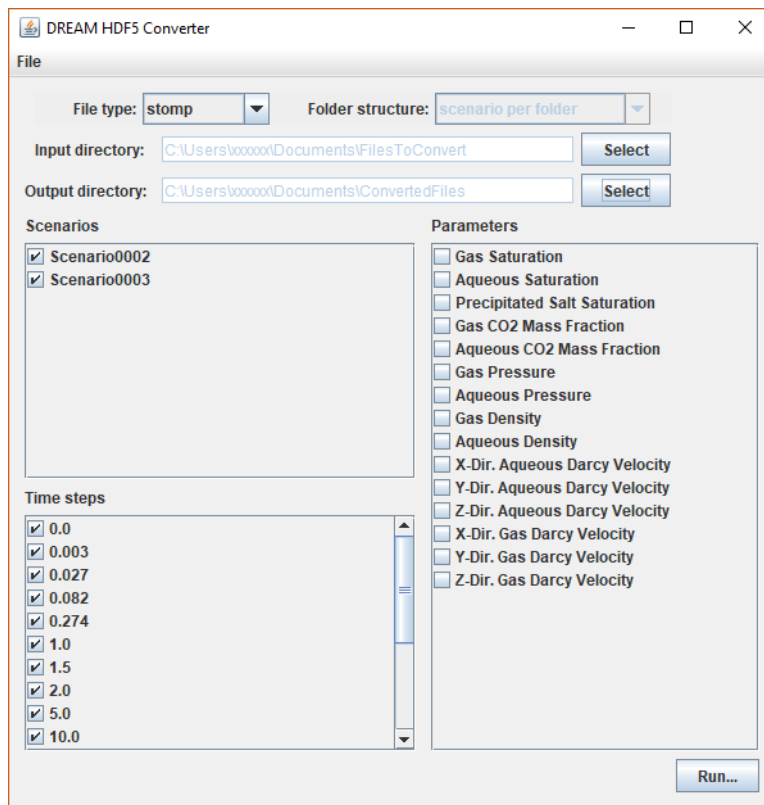 DREAM HDF5 Converter
File
File type: stomp Folder structure: scenario per folder
Input directory: C:\Users\xxxxxx\Documents\FilesToConvert Select
Output directory: C:\Users\xxxxxx\Documents\ConvertedFiles Select
Scenarios
Scenario0002
Scenario0003
Time steps
0.0
0.003
0.027
0.082
0.274
1.0
1.5
2.0
5.0
10.0
Parameters
Gas Saturation
Aqueous Saturation
Precipitated Salt Saturation
Gas CO2 Mass Fraction
Aqueous CO2 Mass Fraction
Gas Pressure
Aqueous Pressure
Gas Density
Aqueous Density
X-Dir. Aqueous Darcy Velocity
Y-Dir. Aqueous Darcy Velocity
Z-Dir. Aqueous Darcy Velocity
X-Dir. Gas Darcy Velocity
Y-Dir. Gas Darcy Velocity
Z-Dir. Gas Darcy Velocity
Run...